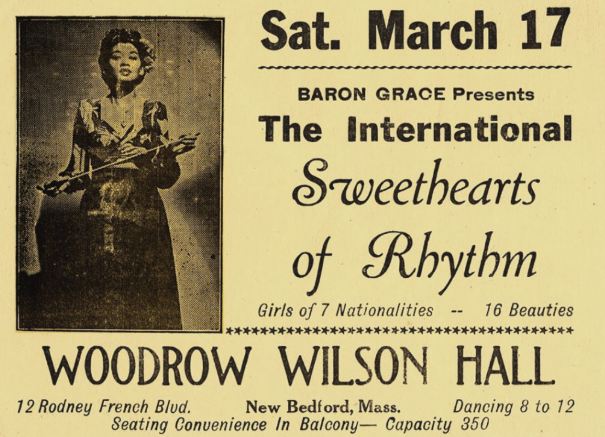 Sat. March 17
BARON GRACE Presents
The International
Sweethearts
of Rhythm
Girls of 7 Nationalities -- 16 Beauties
WOODROW WILSON HALL
12 Rodney French Blvd. New Bedford, Mass. Dancing 8 to 12
Seating Convenience In Balcony— Capacity 350